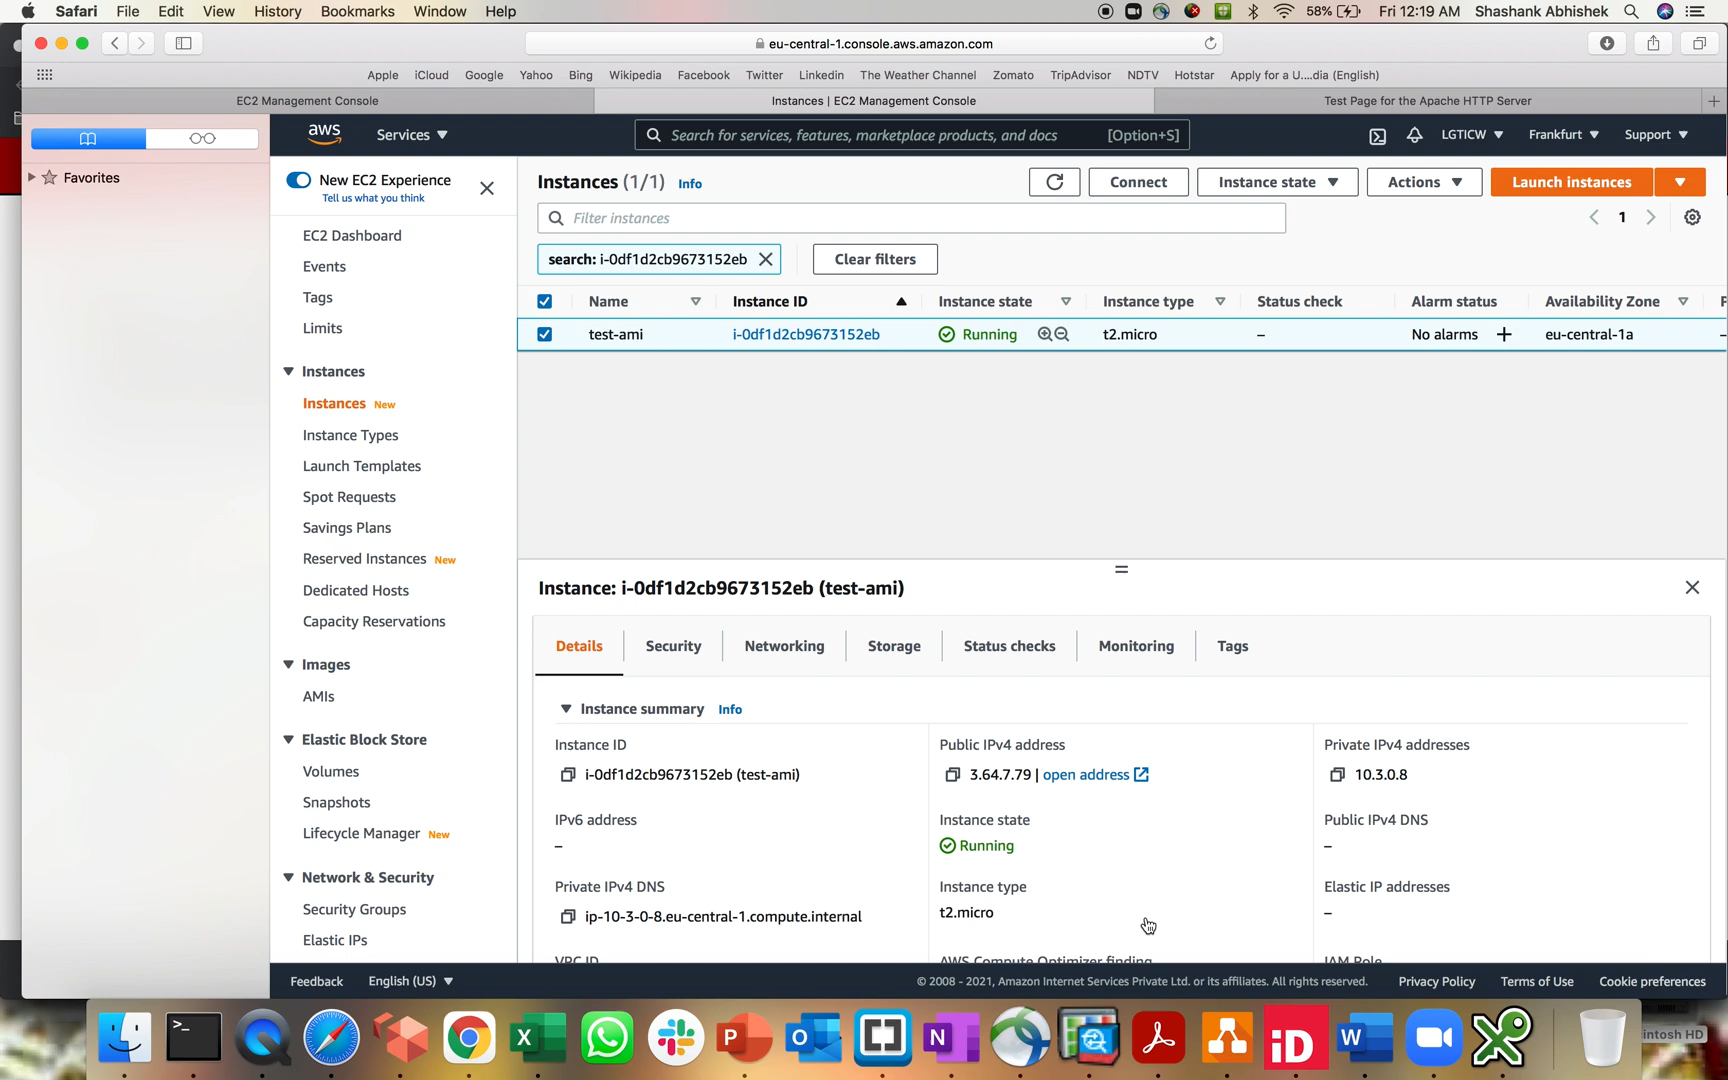 Safari File Edit View History Bookmarks Window Help 58% Fri 12:19 AM Shashank Abhishek
eu-central-1.console.aws.amazon.com
Apple iCloud Google Yahoo Bing Wikipedia Facebook Twitter Linkedin The Weather Channel Zomato TripAdvisor NDTV Hotstar Apply for a U....dia (English)
EC2 Management Console Instances | EC2 Management Console Test Page for the Apache HTTP Server
Favorites
aws Services Search for services, features, marketplace products, and docs [Option+S] LGTICW Frankfurt Support
New EC2 Experience
Tell us what you think
EC2 Dashboard
Events
Tags
Limits
Instances
Instances New
Instance Types
Launch Templates
Spot Requests
Savings Plans
Reserved Instances New
Dedicated Hosts
Capacity Reservations
Images
AMIs
Elastic Block Store
Volumes
Snapshots
Lifecycle Manager New
Network & Security
Security Groups
Elastic IPs
Instances (1/1) Info Connect Instance state Actions Launch instances
Filter instances 1
search: i-0df1d2cb9673152eb Clear filters
Name Instance ID Instance state Instance type Status check Alarm status Availability Zone P
test-ami i-0df1d2cb9673152eb Running t2.micro – No alarms + eu-central-1a –
Instance: i-0df1d2cb9673152eb (test-ami)
Details Security Networking Storage Status checks Monitoring Tags
Instance summary Info
Instance ID Public IPv4 address Private IPv4 addresses
i-0df1d2cb9673152eb (test-ami) 3.64.7.79 | open address 10.3.0.8
IPv6 address Instance state Public IPv4 DNS
– Running –
Private IPv4 DNS Instance type Elastic IP addresses
ip-10-3-0-8.eu-central-1.compute.internal t2.micro –
VPC ID AWS Compute Optimizer finding IAM Role
Feedback English (US) © 2008 - 2021, Amazon Internet Services Private Ltd. or its affiliates. All rights reserved. Privacy Policy Terms of Use Cookie preferences
>_ X P O N iD W X
intosh HD